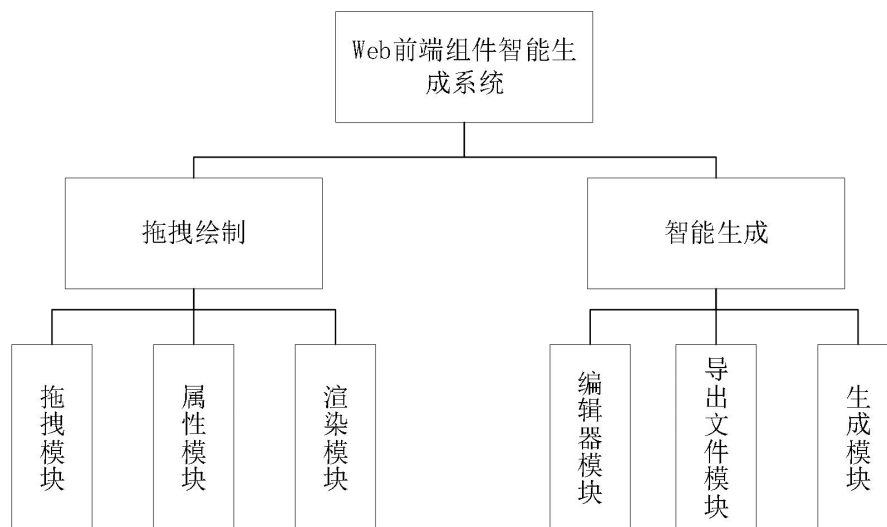 Web前端组件智能生
成系统
拖拽绘制
智能生成
拖拽模块
属性模块
渲染模块
编辑器模块
导出文件模块
生成模块